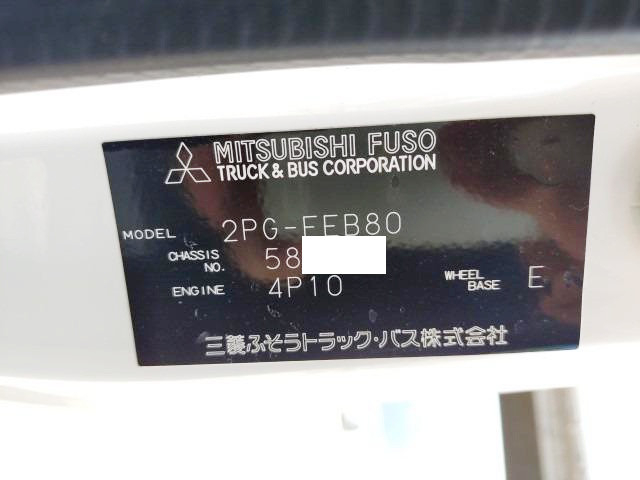 MITSUBISHI FUSO
TRUCK & BUS CORPORATION
MODEL 2PG-FEB80
CHASSIS NO. 58
ENGINE 4P10 WHEEL BASE E
三菱ふそうトラック・バス株式会社